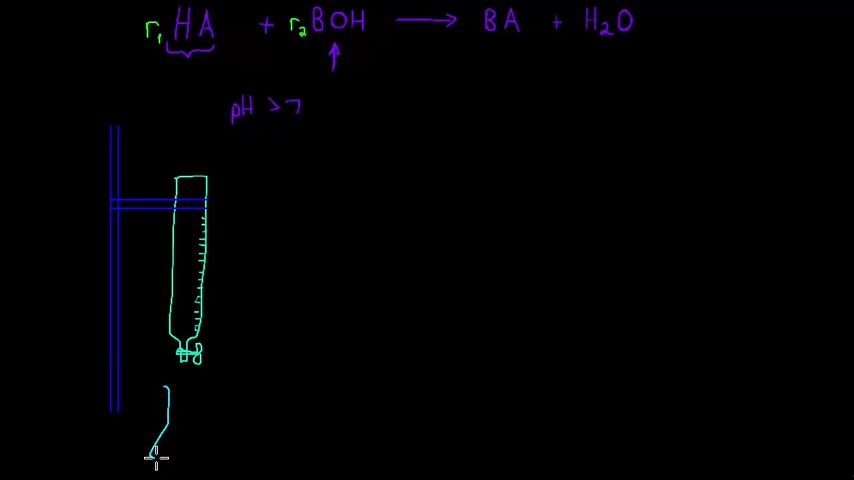 r₁HA + r₂BOH → BA + H₂O
pH > 7